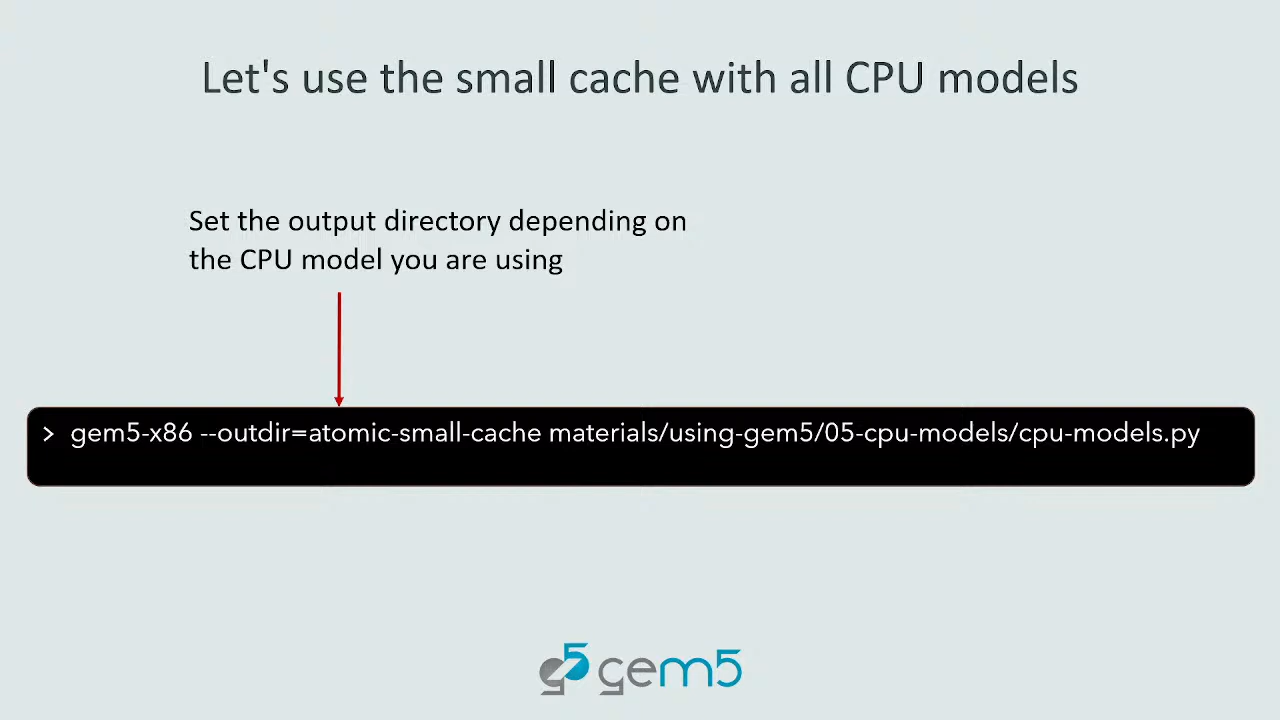 Let's use the small cache with all CPU models
Set the output directory depending on
the CPU model you are using
> gem5-x86 --outdir=atomic-small-cache materials/using-gem5/05-cpu-models/cpu-models.py
g5 gem5